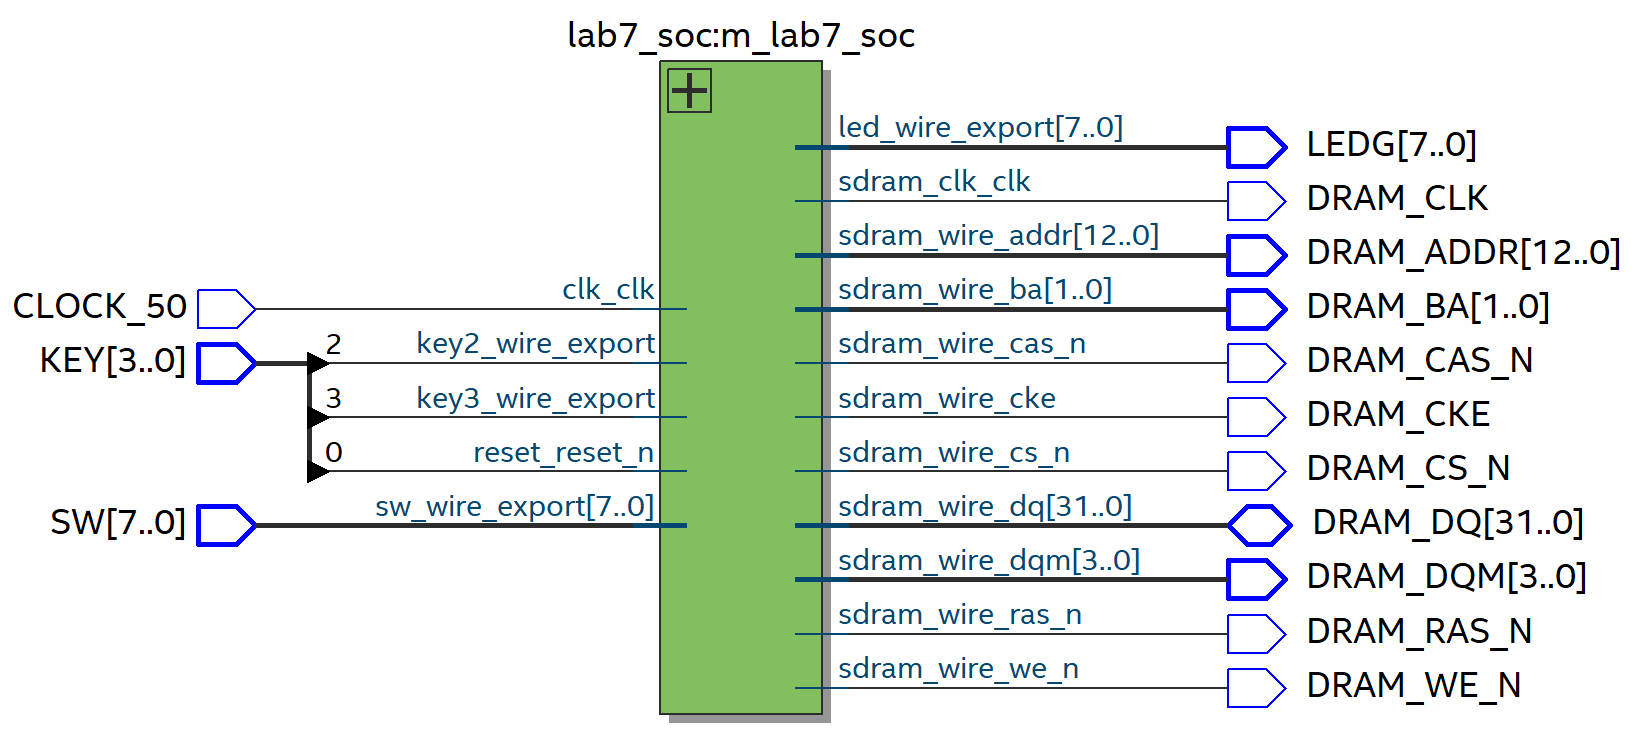 lab7_soc:m_lab7_soc
led_wire_export[7..0]
LEDG[7..0]
sdram_clk_clk
DRAM_CLK
sdram_wire_addr[12..0]
DRAM_ADDR[12..0]
CLOCK_50
clk_clk
sdram_wire_ba[1..0]
DRAM_BA[1..0]
KEY[3..0]
2
key2_wire_export
sdram_wire_cas_n
DRAM_CAS_N
3
key3_wire_export
sdram_wire_cke
DRAM_CKE
0
reset_reset_n
sdram_wire_cs_n
DRAM_CS_N
SW[7..0]
sw_wire_export[7..0]
sdram_wire_dq[31..0]
DRAM_DQ[31..0]
sdram_wire_dqm[3..0]
DRAM_DQM[3..0]
sdram_wire_ras_n
DRAM_RAS_N
sdram_wire_we_n
DRAM_WE_N